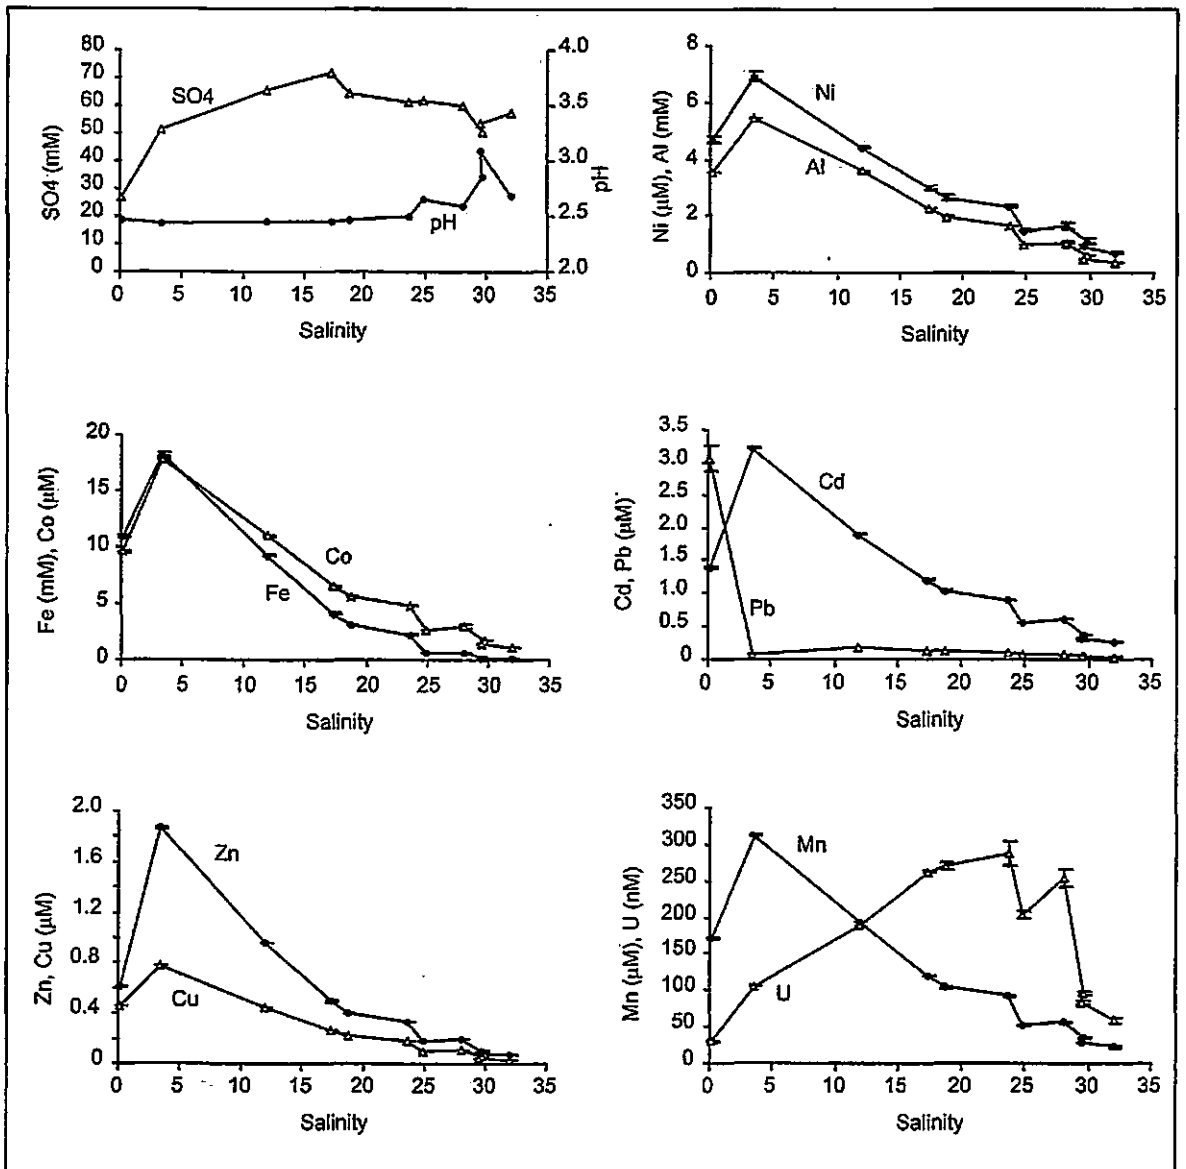 80
70
60
50
40
30
20
10
0
SO4 (mM)
4.0
3.5
3.0
2.5
2.0
pH
SO4
pH
0 5 10 15 20 25 30 35
Salinity
8
6
4
2
0
Ni (µM), Al (mM)
Ni
Al
0 5 10 15 20 25 30 35
Salinity
20
15
10
5
0
Fe (mM), Co (µM)
Co
Fe
0 5 10 15 20 25 30 35
Salinity
3.5
3.0
2.5
2.0
1.5
1.0
0.5
0
Cd, Pb (µM)
Cd
Pb
0 5 10 15 20 25 30 35
Salinity
2.0
1.6
1.2
0.8
0.4
0
Zn, Cu (µM)
Zn
Cu
0 5 10 15 20 25 30 35
Salinity
350
300
250
200
150
100
50
0
Mn (µM), U (nM)
Mn
U
0 5 10 15 20 25 30 35
Salinity